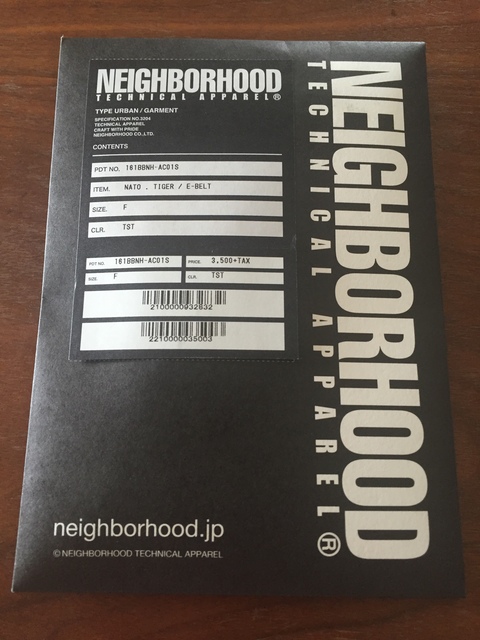 NEIGHBORHOOD
TECHNICAL APPAREL®
TYPE URBAN / GARMENT
SPECIFICATION NO.3204
TECHNICAL APPAREL
CRAFT WITH PRIDE
NEIGHBORHOOD CO.,LTD.
CONTENTS
PDT NO. 161BBNH-AC01S
ITEM. NATO . TIGER / E-BELT
SIZE. F
CLR. TST
PDT NO. 161BBNH-AC01S PRICE. 3,500+TAX
SIZE. F CLR. TST
2100000932832
2210000035003
NEIGHBORHOOD
TECHNICAL APPAREL®
neighborhood.jp
© NEIGHBORHOOD TECHNICAL APPAREL